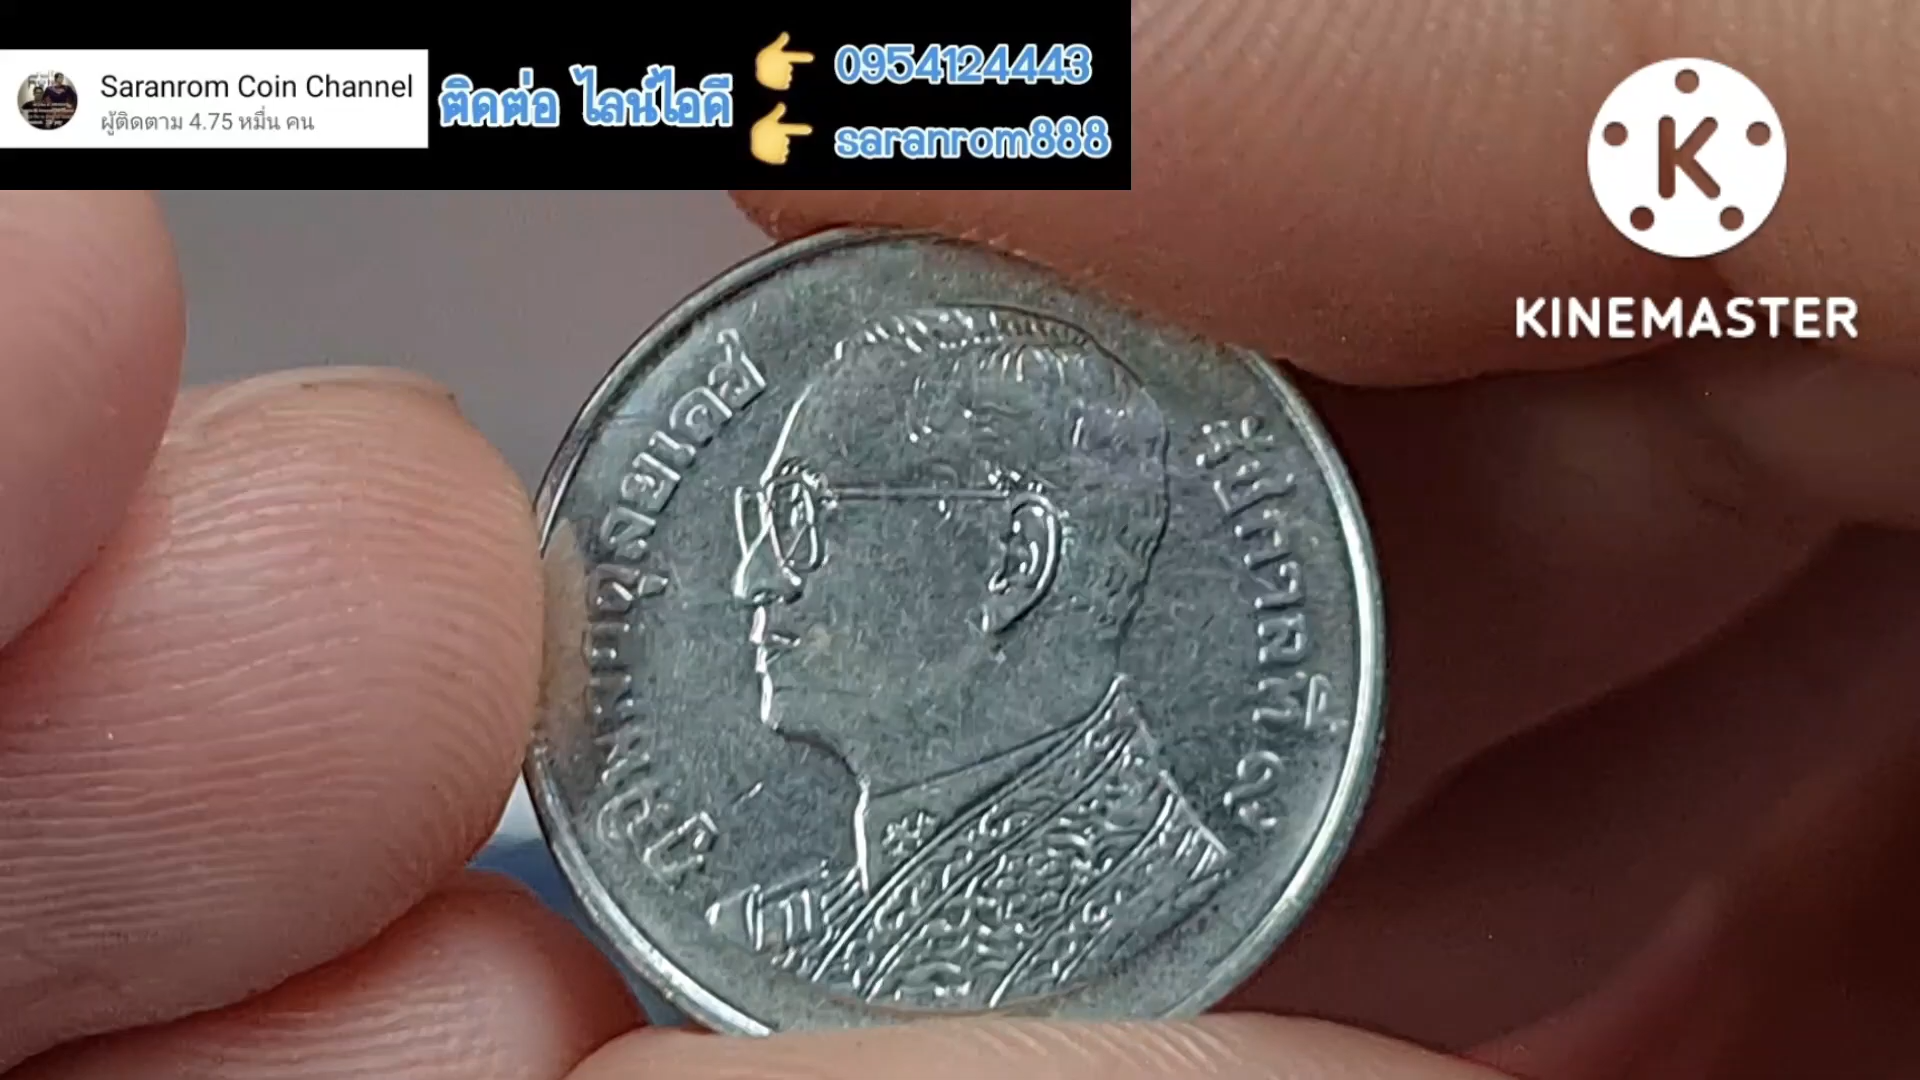 Saranrom Coin Channel
ผู้ติดตาม 4.75 หมื่น คน
ติดต่อ ไลน์ไอดี
👉 0954124443
👉 saranrom888
K
KINEMASTER
ภูมิพลอดุลยเดช
รัชกาลที่ ๙